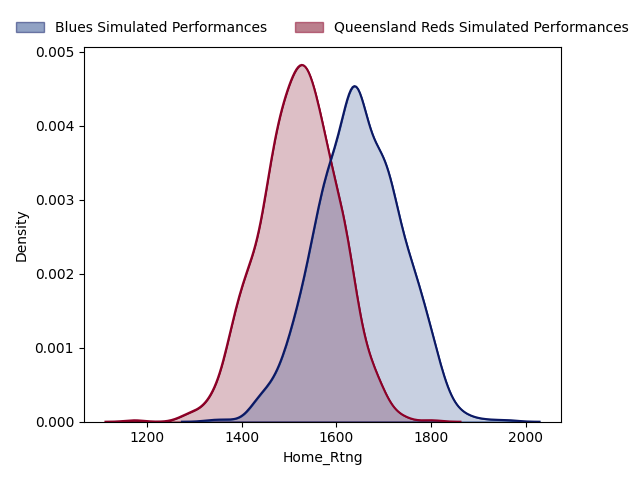 Blues Simulated Performances Queensland Reds Simulated Performances
0.005
0.004
0.003
0.002
0.001
0.000
Density
1200 1400 1600 1800 2000
Home_Rtng